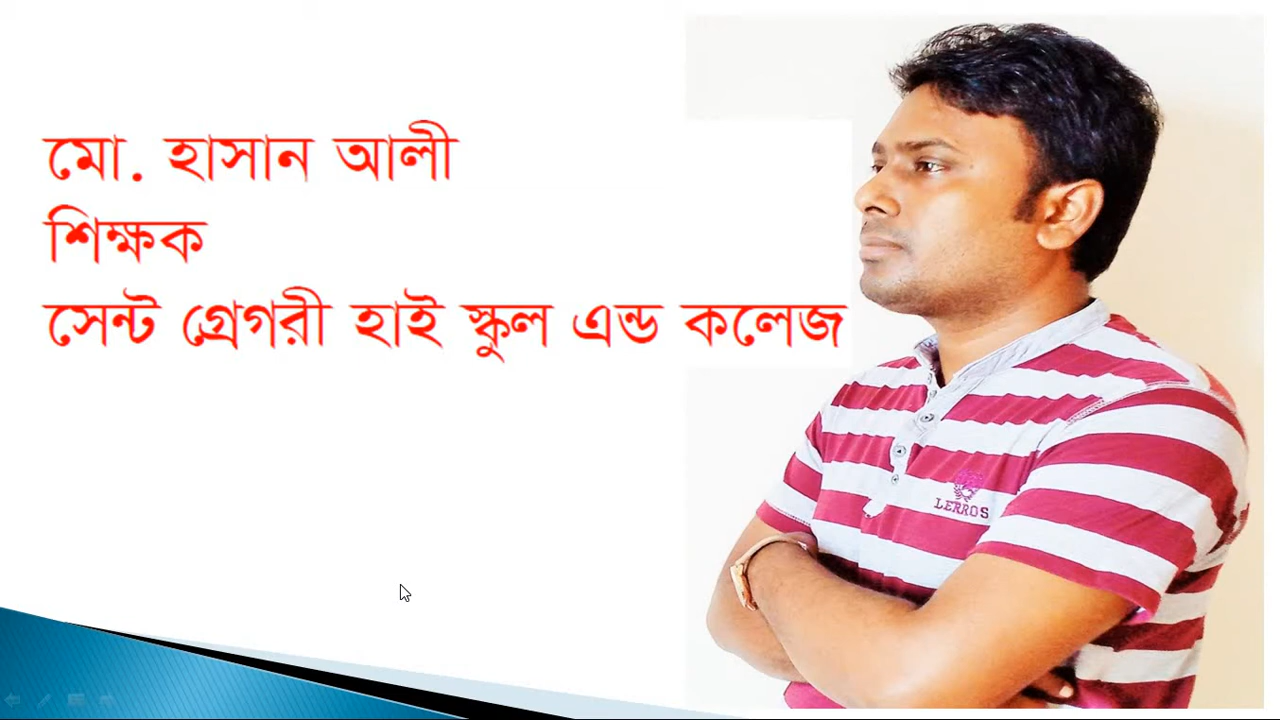 মো. হাসান আলী
শিক্ষক
সেন্ট গ্রেগরী হাই স্কুল এন্ড কলেজ
LERROS